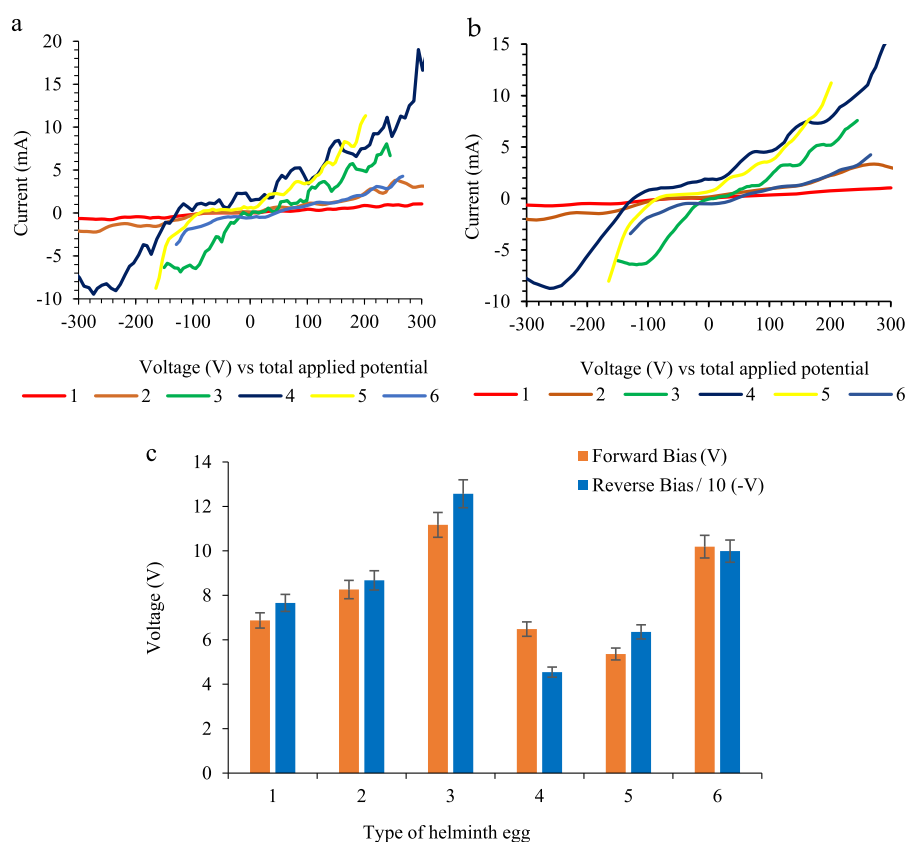 a
Current (mA)
20
15
10
5
0
-5
-10
-300 -200 -100 0 100 200 300
Voltage (V) vs total applied potential
1 2 3 4 5 6
b
Current (mA)
15
10
5
0
-5
10
-300 -200 -100 0 100 200 300
Voltage (V) vs total applied potential
1 2 3 4 5 6
c
Forward Bias (V)
Reverse Bias / 10 (-V)
Voltage (V)
14
12
10
8
6
4
2
0
1 2 3 4 5 6
Type of helminth egg